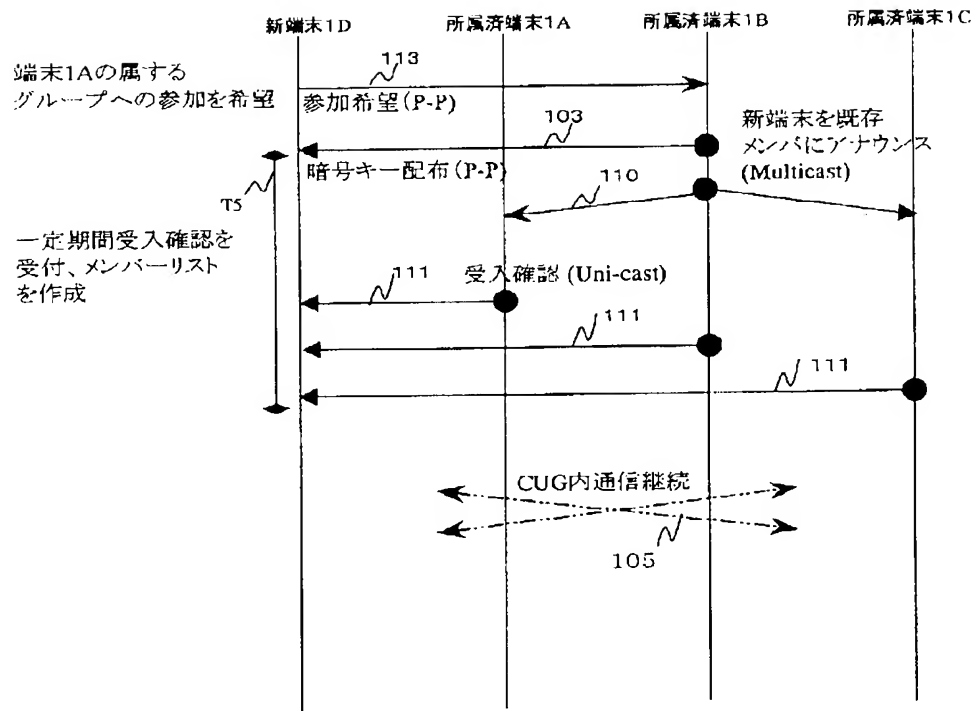 新端末1D
所属済端末1A
所属済端末1B
所属済端末1C
端末1Aの属する
グループへの参加を希望
113
参加希望(P-P)
103
暗号キー配布(P-P)
新端末を既存
メンバにアナウンス
(Multicast)
110
T5
一定期間受入確認を
受付、メンバーリスト
を作成
受入確認 (Uni-cast)
111
111
111
CUG内通信継続
105